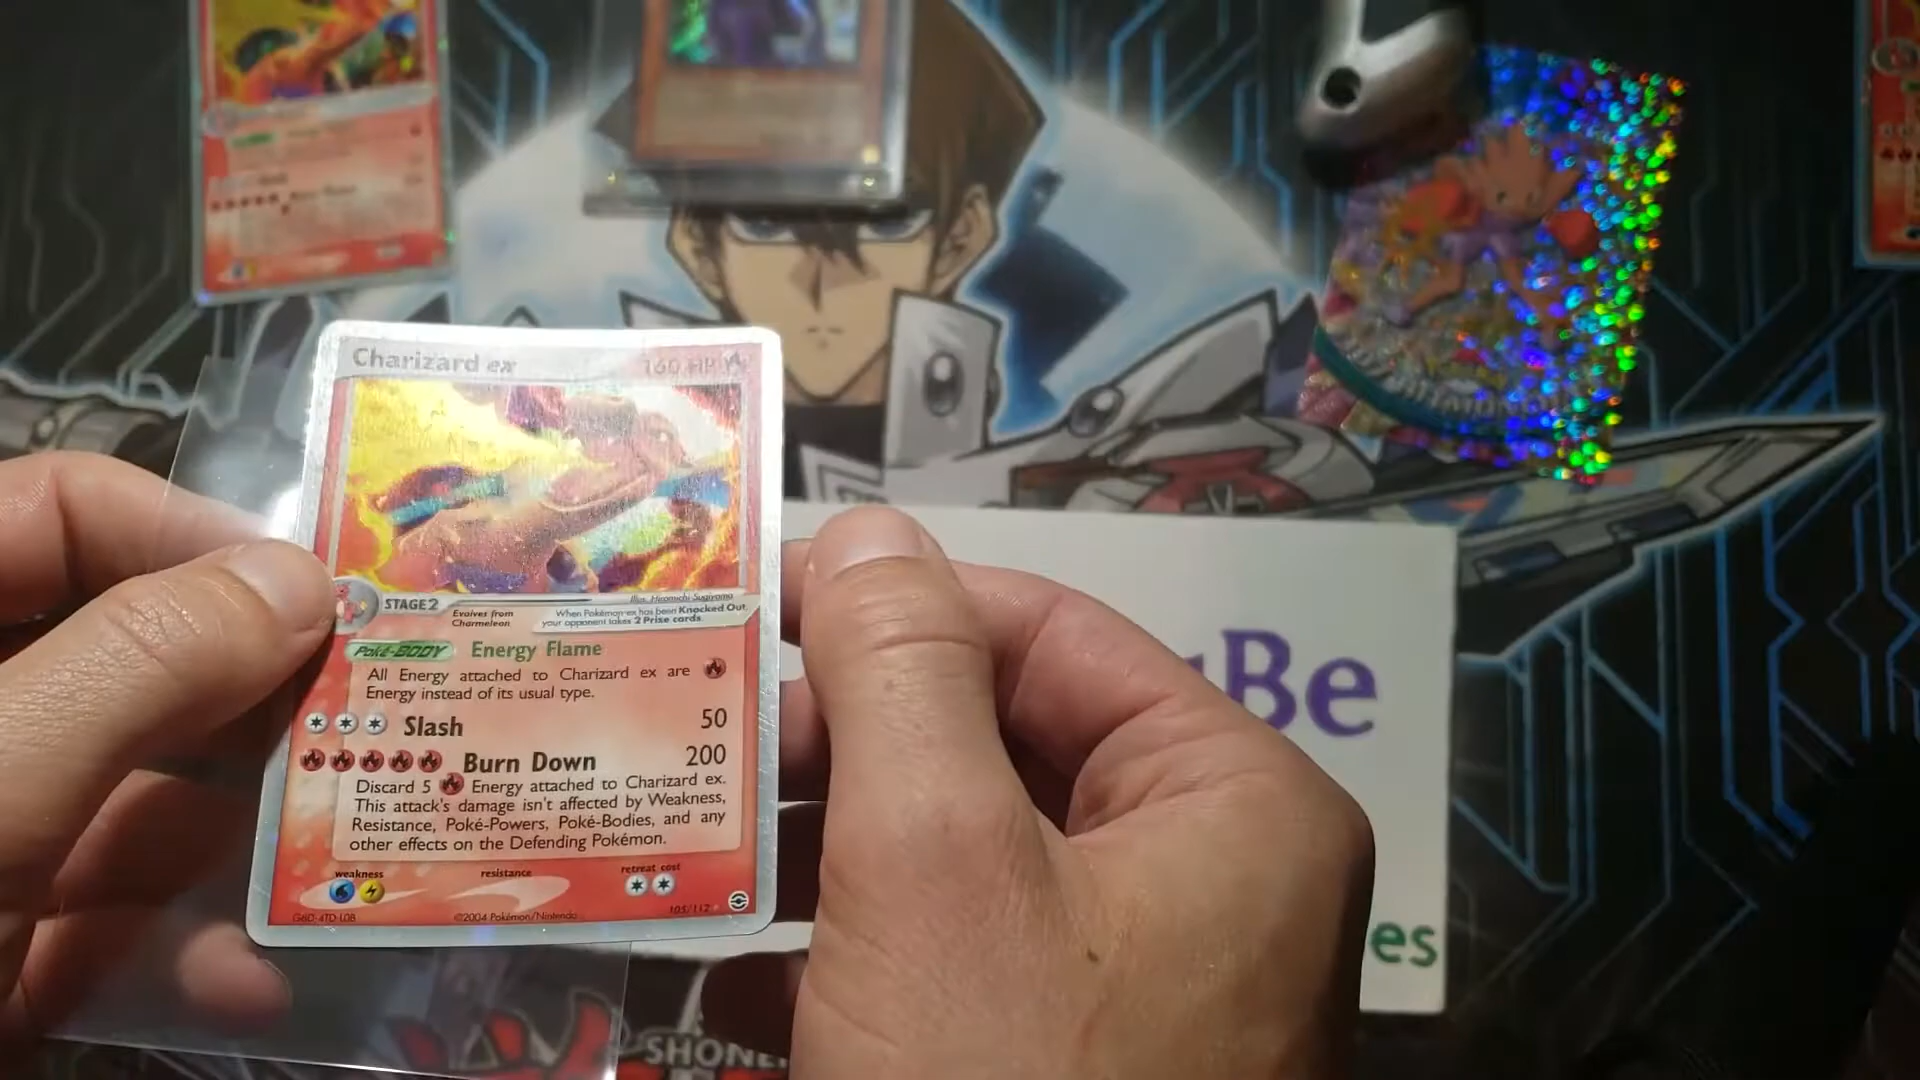 Charizard ex 160 HP
STAGE 2
Illus. Hiromichi Sugiyama
Evolves from
Charmeleon
When Pokémon-ex has been Knocked Out,
your opponent takes 2 Prize cards.
Poké-BODY Energy Flame
All Energy attached to Charizard ex are
Energy instead of its usual type.
Slash 50
Burn Down 200
Discard 5 Energy attached to Charizard ex.
This attack's damage isn't affected by Weakness,
Resistance, Poké-Powers, Poké-Bodies, and any
other effects on the Defending Pokémon.
weakness resistance retreat cost
G8D-4TD-L0B ©2004 Pokémon/Nintendo 105/112
Be
es
SHONE